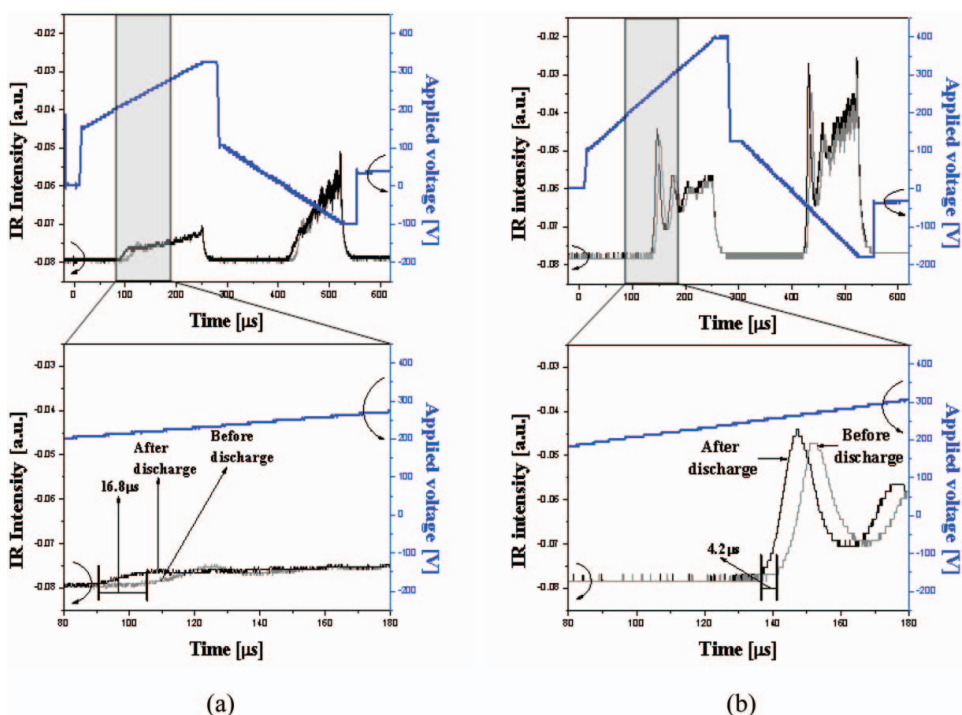 -0.02
-0.03
-0.04
-0.05
-0.06
-0.07
-0.08
IR Intensity [a.u.]
400
300
200
100
0
-100
-200
Applied voltage [V]
0 100 200 300 400 500 600
Time [μs]
-0.02
-0.03
-0.04
-0.05
-0.06
-0.07
-0.08
IR intensity [a.u.]
400
300
200
100
0
-100
-200
Applied voltage [V]
0 100 200 300 400 500 600
Time [μs]
-0.03
-0.04
-0.05
-0.06
-0.07
-0.08
IR Intensity [a.u.]
After
discharge
Before
discharge
16.8μs
400
300
200
100
0
-100
-200
Applied voltage [V]
80 100 120 140 160 180
Time [μs]
-0.03
-0.04
-0.05
-0.06
-0.07
-0.08
IR intensity [a.u.]
After
discharge
Before
discharge
4.2μs
400
300
200
100
0
-100
-200
Applied voltage [V]
80 100 120 140 160 180
Time [μs]
(a)
(b)